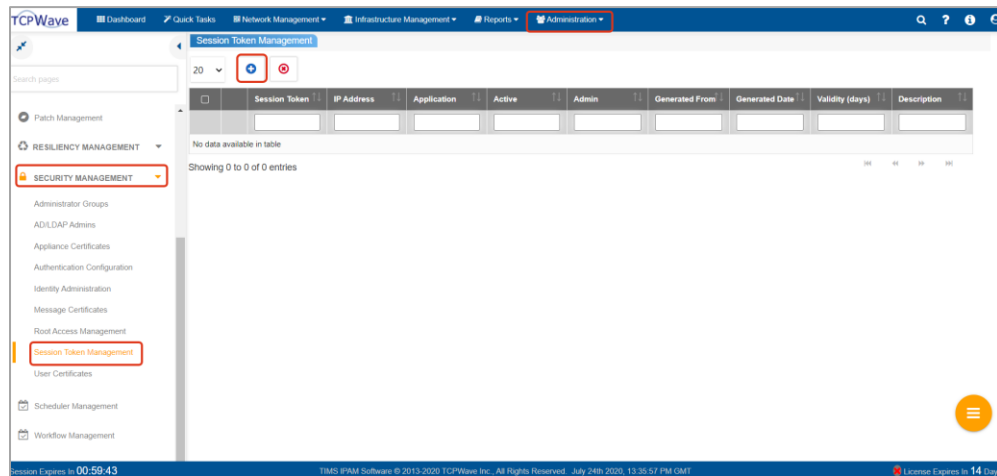 TCPWave Dashboard Quick Tasks Network Management Infrastructure Management Reports Administration
Session Token Management
20
Search pages
Session Token IP Address Application Active Admin Generated From Generated Date Validity (days) Description
Patch Management
No data available in table
RESILIENCY MANAGEMENT
Showing 0 to 0 of 0 entries
SECURITY MANAGEMENT
Administrator Groups
AD/LDAP Admins
Appliance Certificates
Authentication Configuration
Identity Administration
Message Certificates
Root Access Management
Session Token Management
User Certificates
Scheduler Management
Workflow Management
Session Expires In 00:59:43 TIMS IPAM Software © 2013-2020 TCPWave Inc., All Rights Reserved. July 24th 2020, 13:35:57 PM GMT License Expires In 14 Day